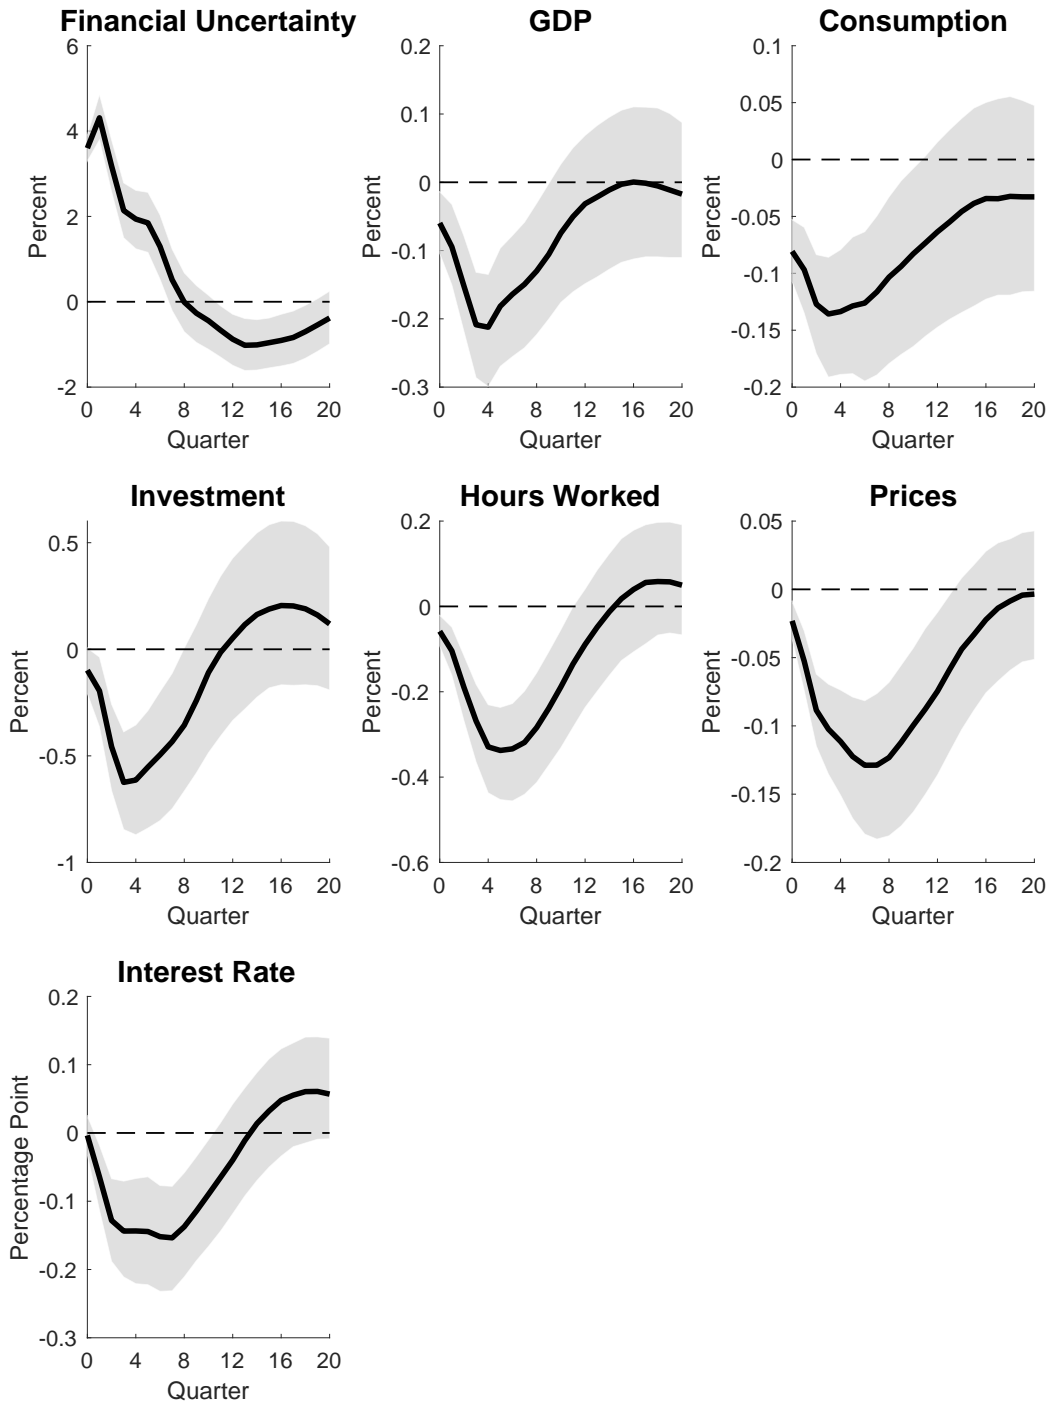 Financial Uncertainty
GDP
Consumption
6
4
2
0
-2
Percent
0 4 8 12 16 20
Quarter
0.2
0.1
0
-0.1
-0.2
-0.3
Percent
0 4 8 12 16 20
Quarter
0.1
0.05
0
-0.05
-0.1
-0.15
-0.2
Percent
0 4 8 12 16 20
Quarter
Investment
Hours Worked
Prices
0.5
0
-0.5
-1
Percent
0 4 8 12 16 20
Quarter
0.2
0
-0.2
-0.4
-0.6
Percent
0 4 8 12 16 20
Quarter
0.05
0
-0.05
-0.1
-0.15
-0.2
Percent
0 4 8 12 16 20
Quarter
Interest Rate
0.2
0.1
0
-0.1
-0.2
-0.3
Percentage Point
0 4 8 12 16 20
Quarter